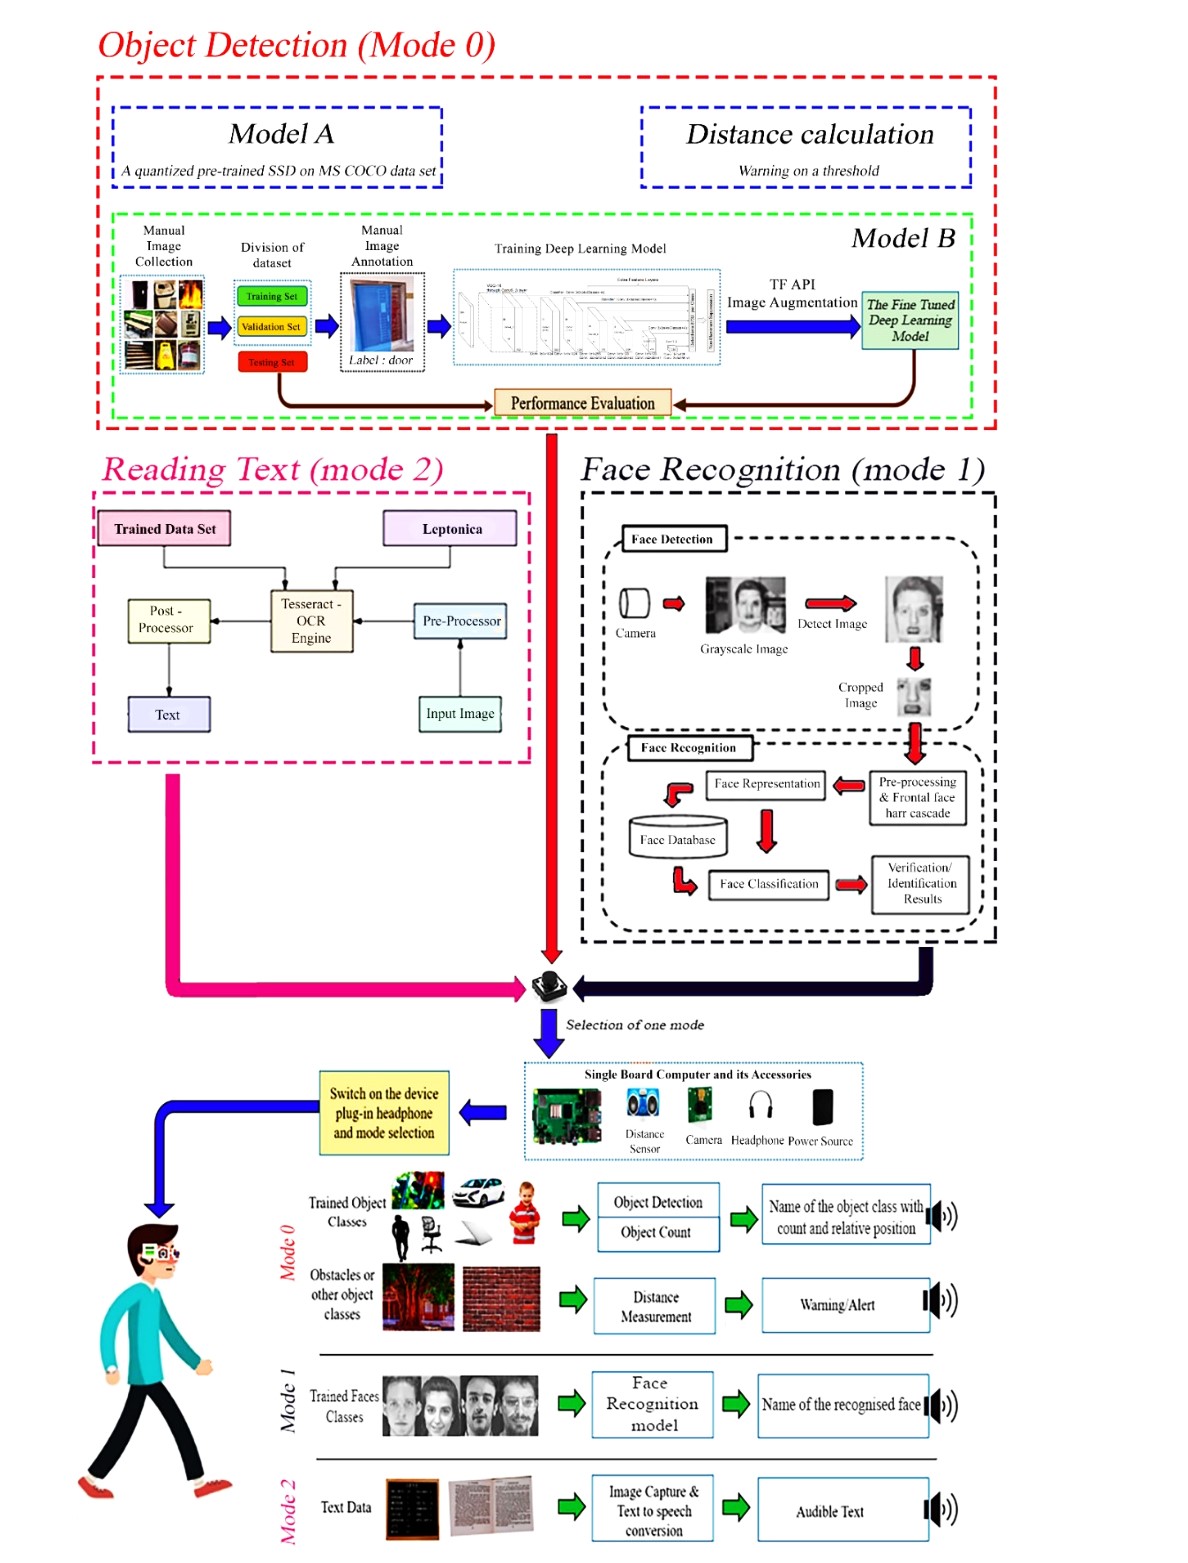 Object Detection (Mode 0)
Model A
A quantized pre-trained SSD on MS COCO data set
Distance calculation
Warning on a threshold
Model B
Manual
Image
Collection
Division of
dataset
Training Set
Validation Set
Testing Set
Manual
Image
Annotation
Label : door
Training Deep Learning Model
TF API
Image Augmentation
The Fine Tuned
Deep Learning
Model
Performance Evaluation
Reading Text (mode 2)
Trained Data Set
Leptonica
Post -
Processor
Tesseract -
OCR
Engine
Pre-Processor
Text
Input Image
Face Recognition (mode 1)
Face Detection
Camera
Grayscale Image
Detect Image
Cropped
Image
Face Recognition
Face Representation
Pre-processing
& Frontal face
harr cascade
Face Database
Face Classification
Verification/
Identification
Results
Selection of one mode
Single Board Computer and its Accessories
Distance
Sensor
Camera
Headphone
Power Source
Switch on the device
plug-in headphone
and mode selection
Mode 0
Trained Object
Classes
Object Detection
Object Count
Name of the object class with
count and relative position
Obstacles or
other object
classes
Distance
Measurement
Warning/Alert
Mode 1
Trained Faces
Classes
Face
Recognition
model
Name of the recognised face
Mode 2
Text Data
Image Capture &
Text to speech
conversion
Audible Text